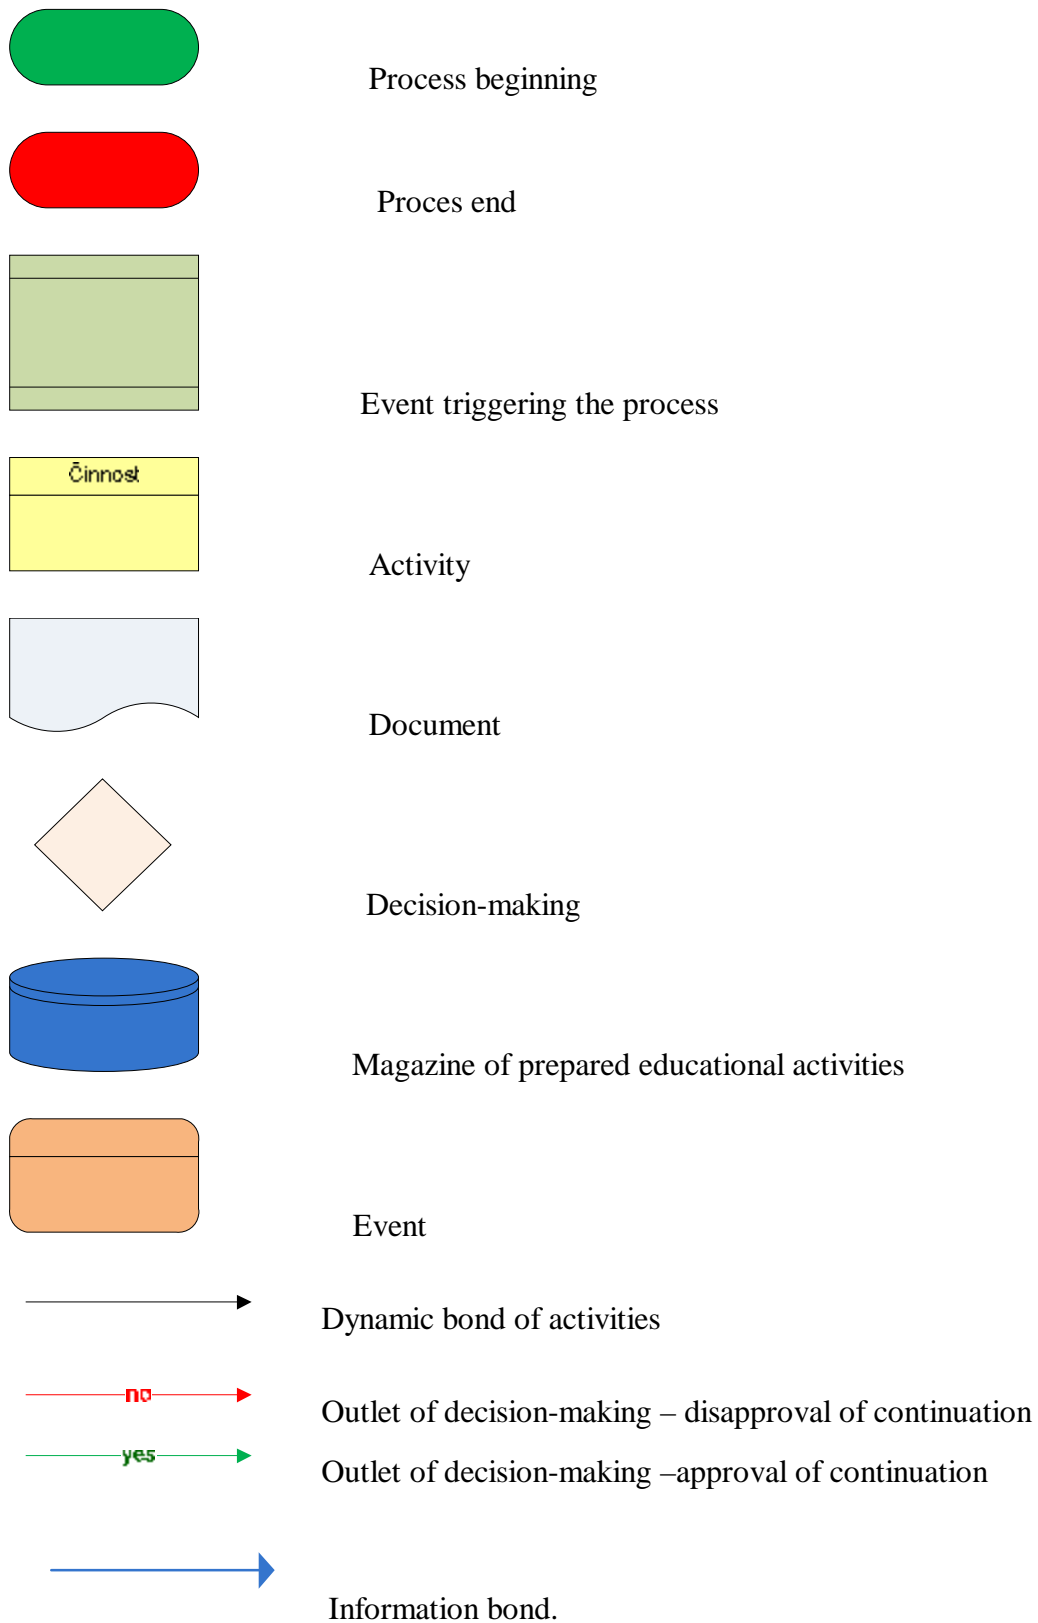 Process beginning
Proces end
Event triggering the process
Činnost
Activity
Document
Decision-making
Magazine of prepared educational activities
Event
Dynamic bond of activities
no
Outlet of decision-making – disapproval of continuation
yes
Outlet of decision-making –approval of continuation
Information bond.